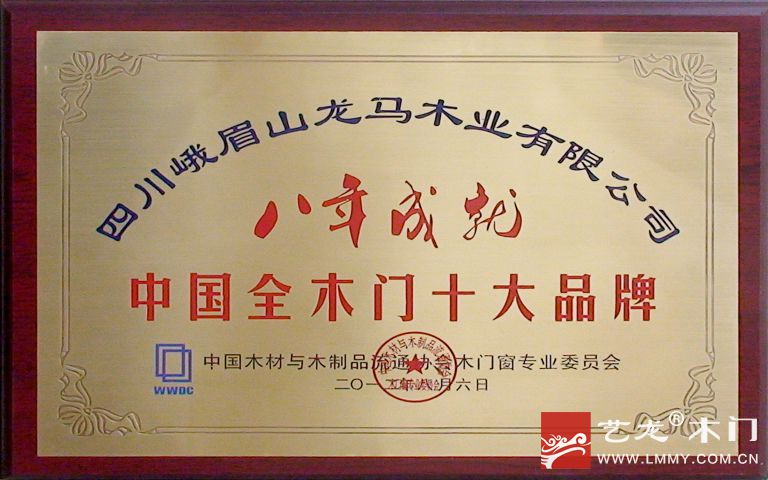 四川峨眉山龙马木业有限公司
八年成就
中国全木门十大品牌
WWDC
中国木材与木制品流通协会木门窗专业委员会
艺龙®木门
WWW.LMMY.COM.CN